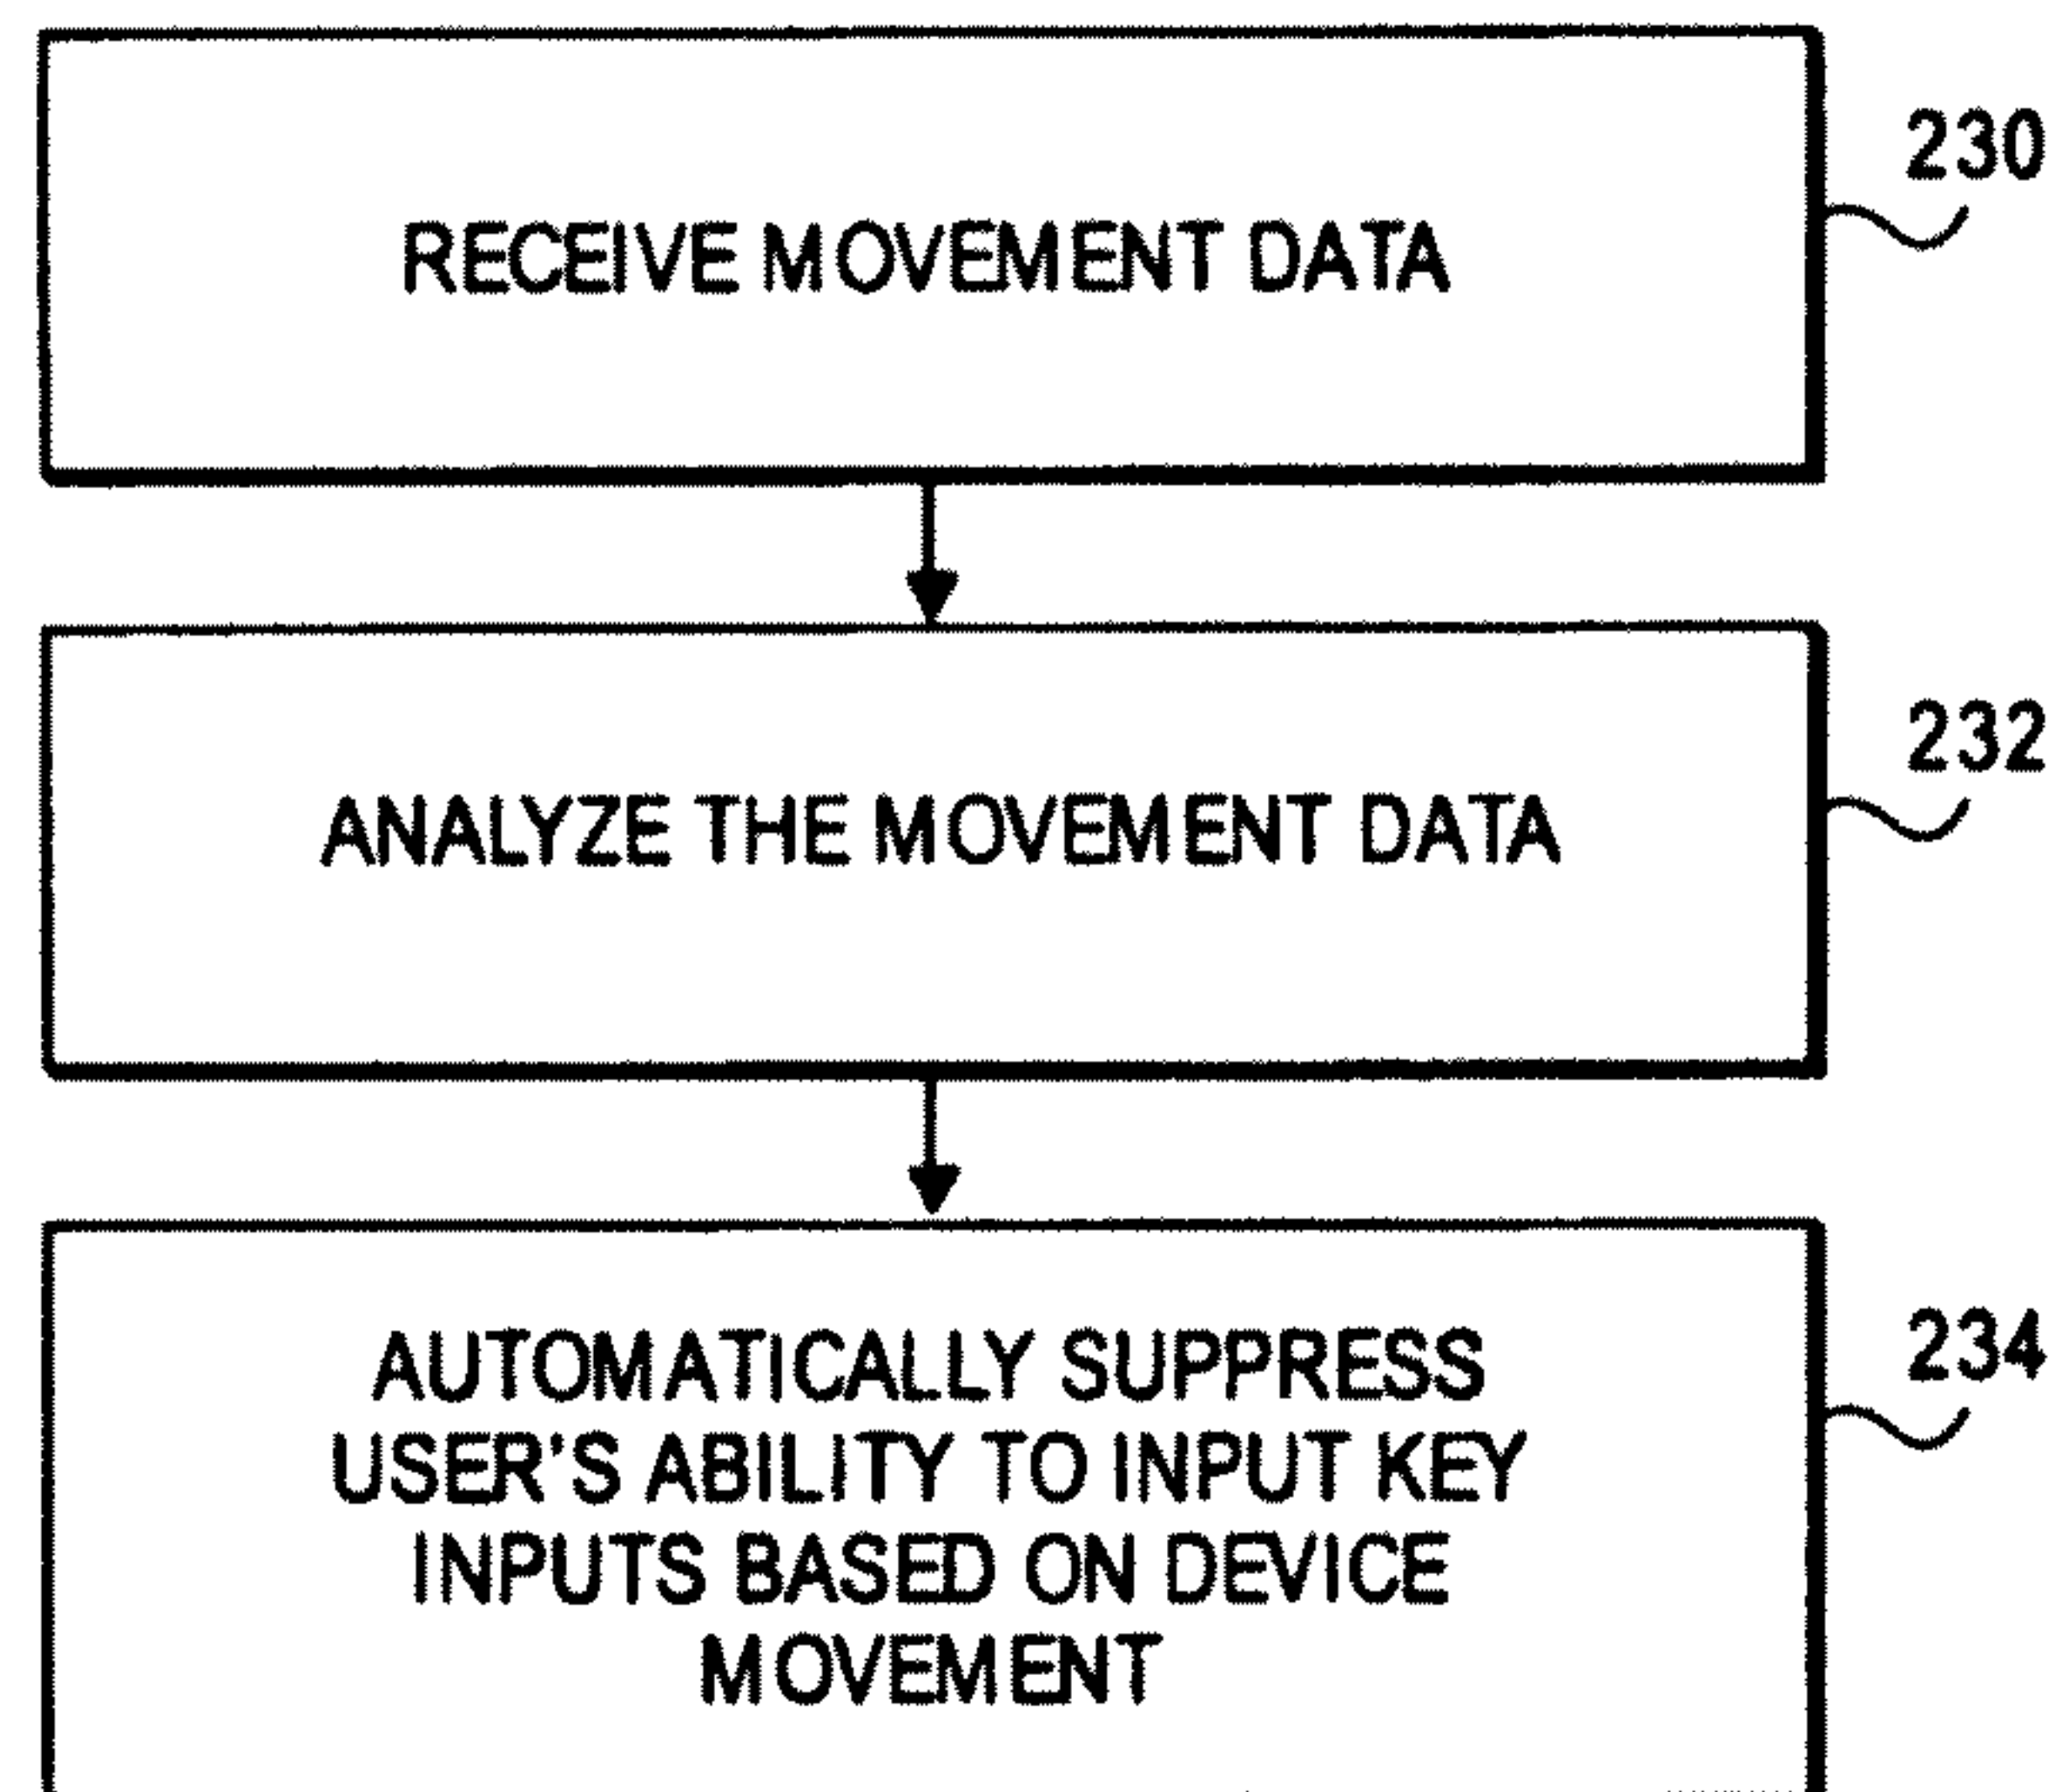 230
RECEIVE MOVEMENT DATA
232
ANALYZE THE MOVEMENT DATA
234
AUTOMATICALLY SUPPRESS
USER'S ABILITY TO INPUT KEY
INPUTS BASED ON DEVICE
MOVEMENT